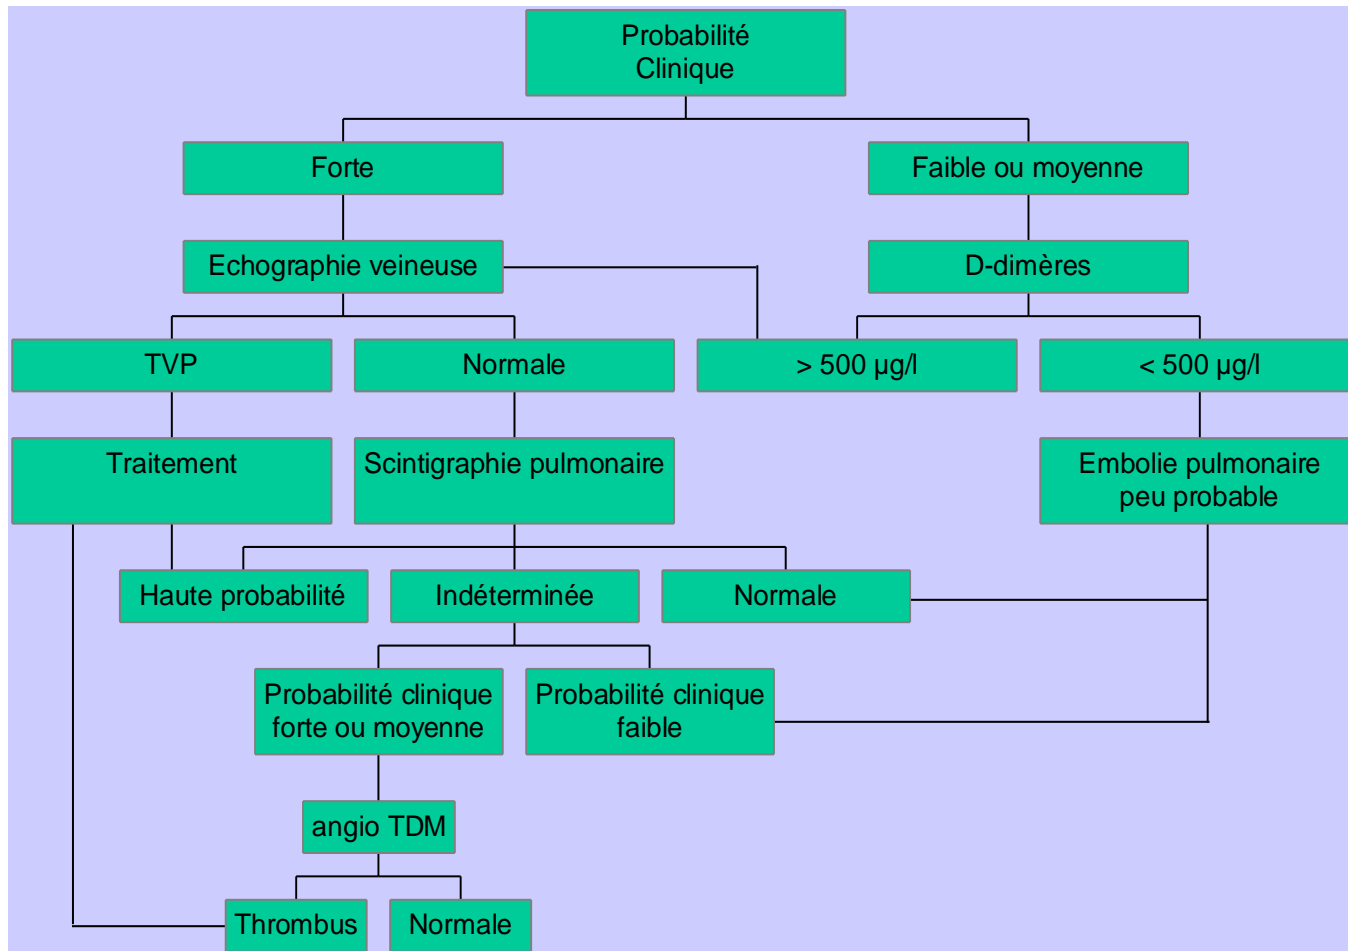 Probabilité
Clinique
Forte
Faible ou moyenne
Echographie veineuse
D-dimères
TVP
Normale
> 500 µg/l
< 500 µg/l
Traitement
Scintigraphie pulmonaire
Embolie pulmonaire
peu probable
Haute probabilité
Indéterminée
Normale
Probabilité clinique
forte ou moyenne
Probabilité clinique
faible
angio TDM
Thrombus
Normale